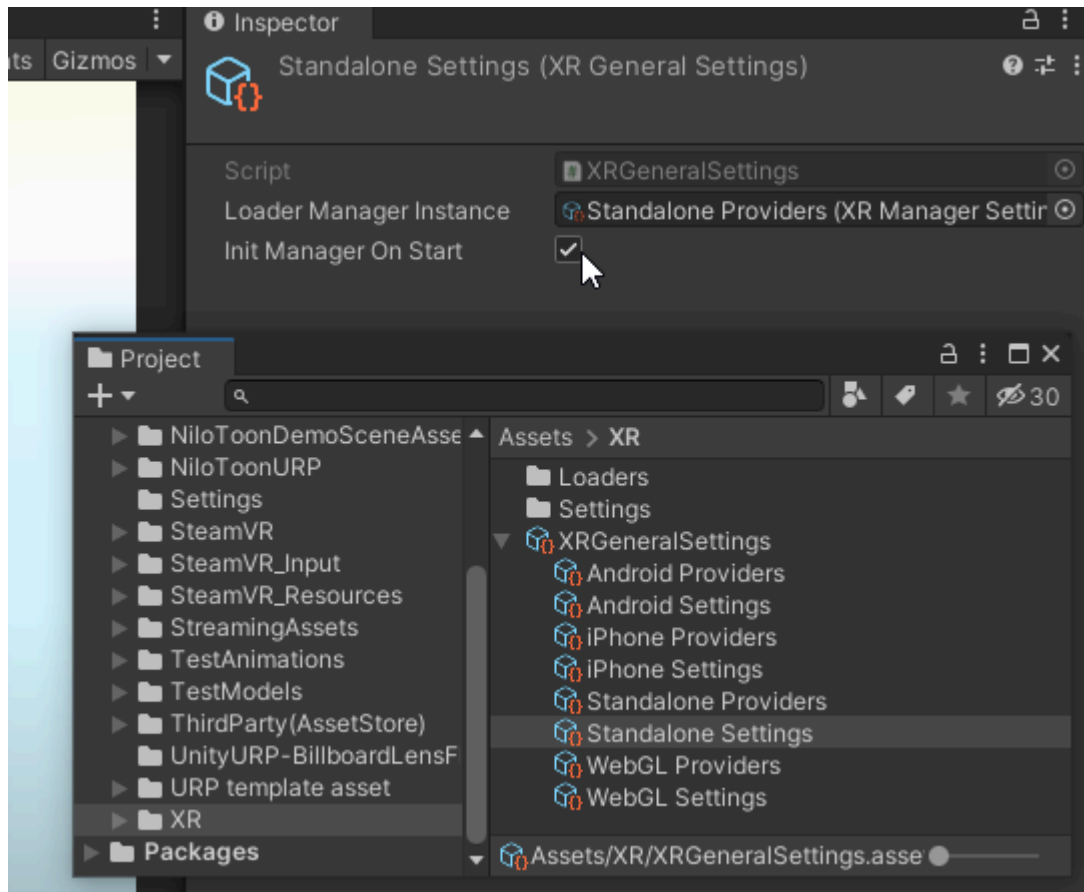 Inspector
Gizmos
Standalone Settings (XR General Settings)
Script
XRGeneralSettings
Loader Manager Instance
Standalone Providers (XR Manager Settin
Init Manager On Start
Project
30
NiloToonDemoSceneAsse
NiloToonURP
Settings
SteamVR
SteamVR_Input
SteamVR_Resources
StreamingAssets
TestAnimations
TestModels
ThirdParty(AssetStore)
UnityURP-BillboardLensF
URP template asset
XR
Packages
Assets > XR
Loaders
Settings
XRGeneralSettings
Android Providers
Android Settings
iPhone Providers
iPhone Settings
Standalone Providers
Standalone Settings
WebGL Providers
WebGL Settings
Assets/XR/XRGeneralSettings.asse